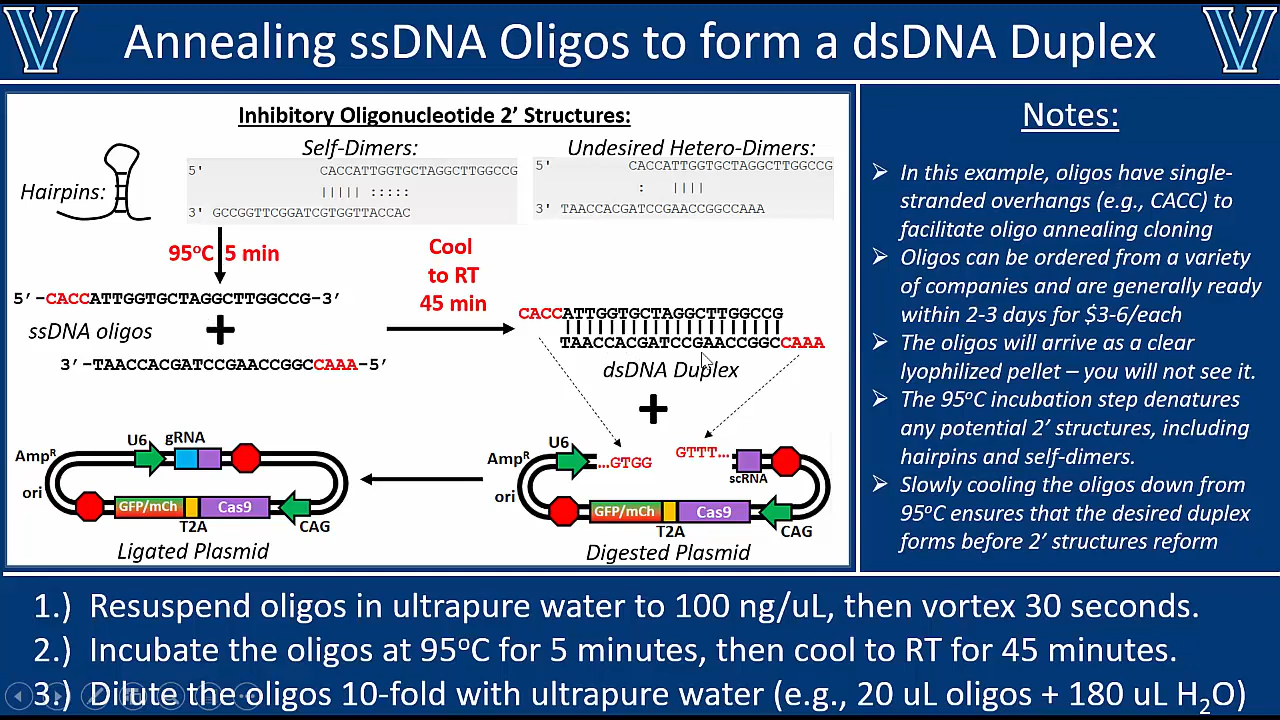 Annealing ssDNA Oligos to form a dsDNA Duplex
Inhibitory Oligonucleotide 2’ Structures:
Hairpins:
Self-Dimers:
5' CACCATTGGTGCTAGGCTTGGCCG
||||| :::::
3' GCCGGTTCGGATCGTGGTTACCAC
Undesired Hetero-Dimers:
5' CACCATTGGTGCTAGGCTTGGCCG
: ||||
3' TAACCACGATCCGAACCGGCCAAA
95ºC 5 min
Cool
to RT
45 min
5’-CACCATTGGTGCTAGGCTTGGCCG-3’
ssDNA oligos
+
3’-TAACCACGATCCGAACCGGCCAAA-5’
CACCATTGGTGCTAGGCTTGGCCG
||||||||||||||||||||
TAACCACGATCCGAACCGGCCAAA
dsDNA Duplex
+
U6
gRNA
AmpR
ori
GFP/mCh
T2A
Cas9
CAG
Ligated Plasmid
U6
...GTGG
GTTT...
scRNA
AmpR
ori
GFP/mCh
T2A
Cas9
CAG
Digested Plasmid
Notes:
➢ In this example, oligos have single-
stranded overhangs (e.g., CACC) to
facilitate oligo annealing cloning
➢ Oligos can be ordered from a variety
of companies and are generally ready
within 2-3 days for $3-6/each
➢ The oligos will arrive as a clear
lyophilized pellet – you will not see it.
➢ The 95ºC incubation step denatures
any potential 2’ structures, including
hairpins and self-dimers.
➢ Slowly cooling the oligos down from
95ºC ensures that the desired duplex
forms before 2’ structures reform
1.) Resuspend oligos in ultrapure water to 100 ng/uL, then vortex 30 seconds.
2.) Incubate the oligos at 95ºC for 5 minutes, then cool to RT for 45 minutes.
3.) Dilute the oligos 10-fold with ultrapure water (e.g., 20 uL oligos + 180 uL H2O)